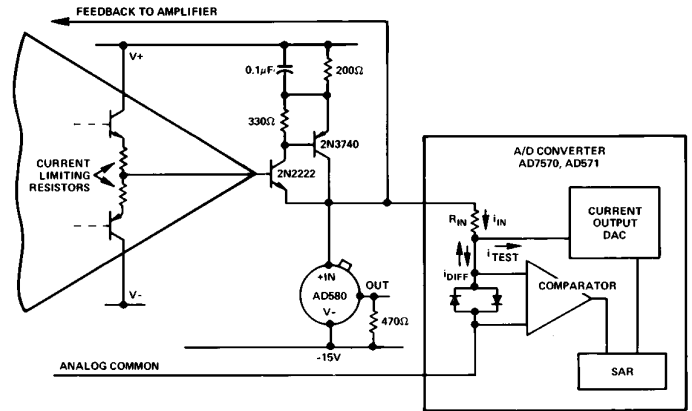 FEEDBACK TO AMPLIFIER
V+
0.1μF
200Ω
330Ω
2N3740
2N2222
CURRENT
LIMITING
RESISTORS
V-
A/D CONVERTER
AD7570, AD571
RIN
iIN
CURRENT
OUTPUT
DAC
iTEST
iDIFF
COMPARATOR
SAR
+IN
AD580
V-
OUT
470Ω
-15V
ANALOG COMMON